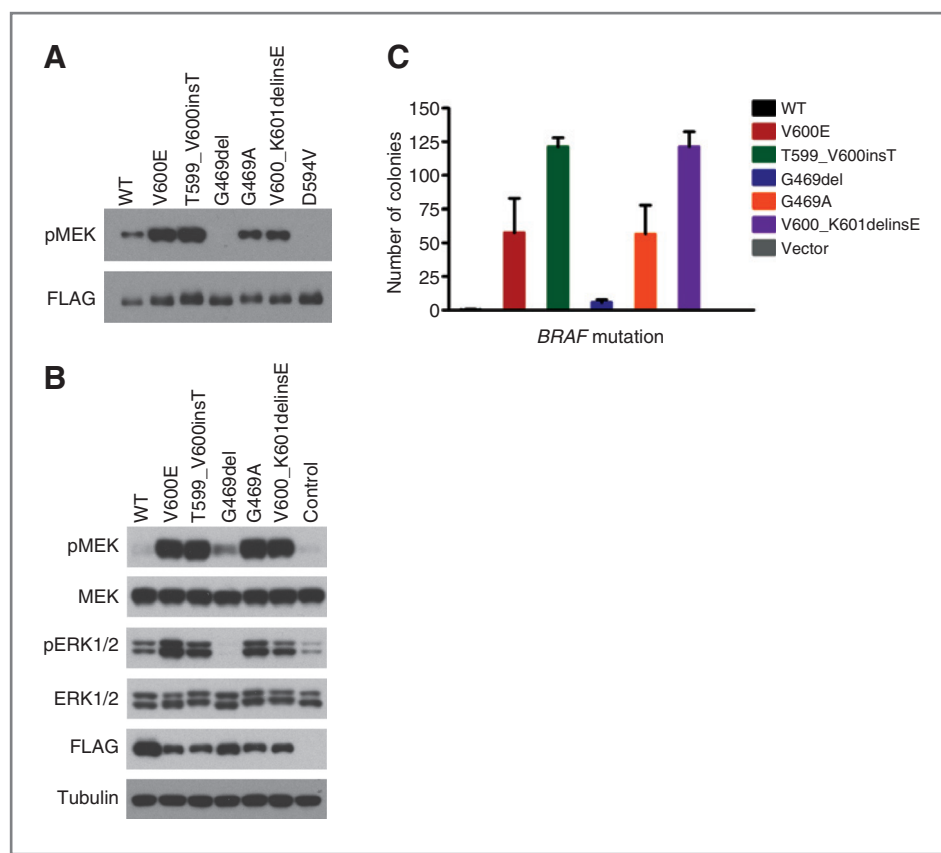 A
WT
V600E
T599_V600insT
G469del
G469A
V600_K601delinsE
D594V
pMEK
FLAG
B
WT
V600E
T599_V600insT
G469del
G469A
V600_K601delinsE
Control
pMEK
MEK
pERK1/2
ERK1/2
FLAG
Tubulin
C
Number of colonies
150
125
100
75
50
25
0
BRAF mutation
WT
V600E
T599_V600insT
G469del
G469A
V600_K601delinsE
Vector